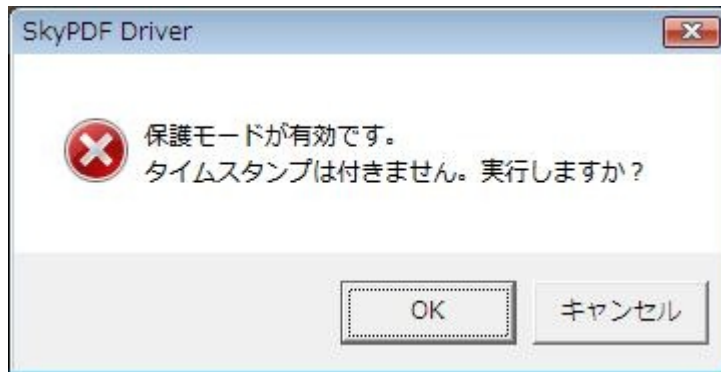 SkyPDF Driver
保護モードが有効です。
タイムスタンプは付きません。実行しますか？
OK
キャンセル